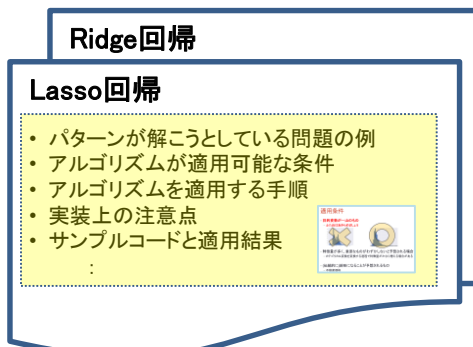 Ridge回帰
Lasso回帰
• パターンが解こうとしている問題の例
• アルゴリズムが適用可能な条件
• アルゴリズムを適用する手順
• 実装上の注意点
• サンプルコードと適用結果
:
適用条件